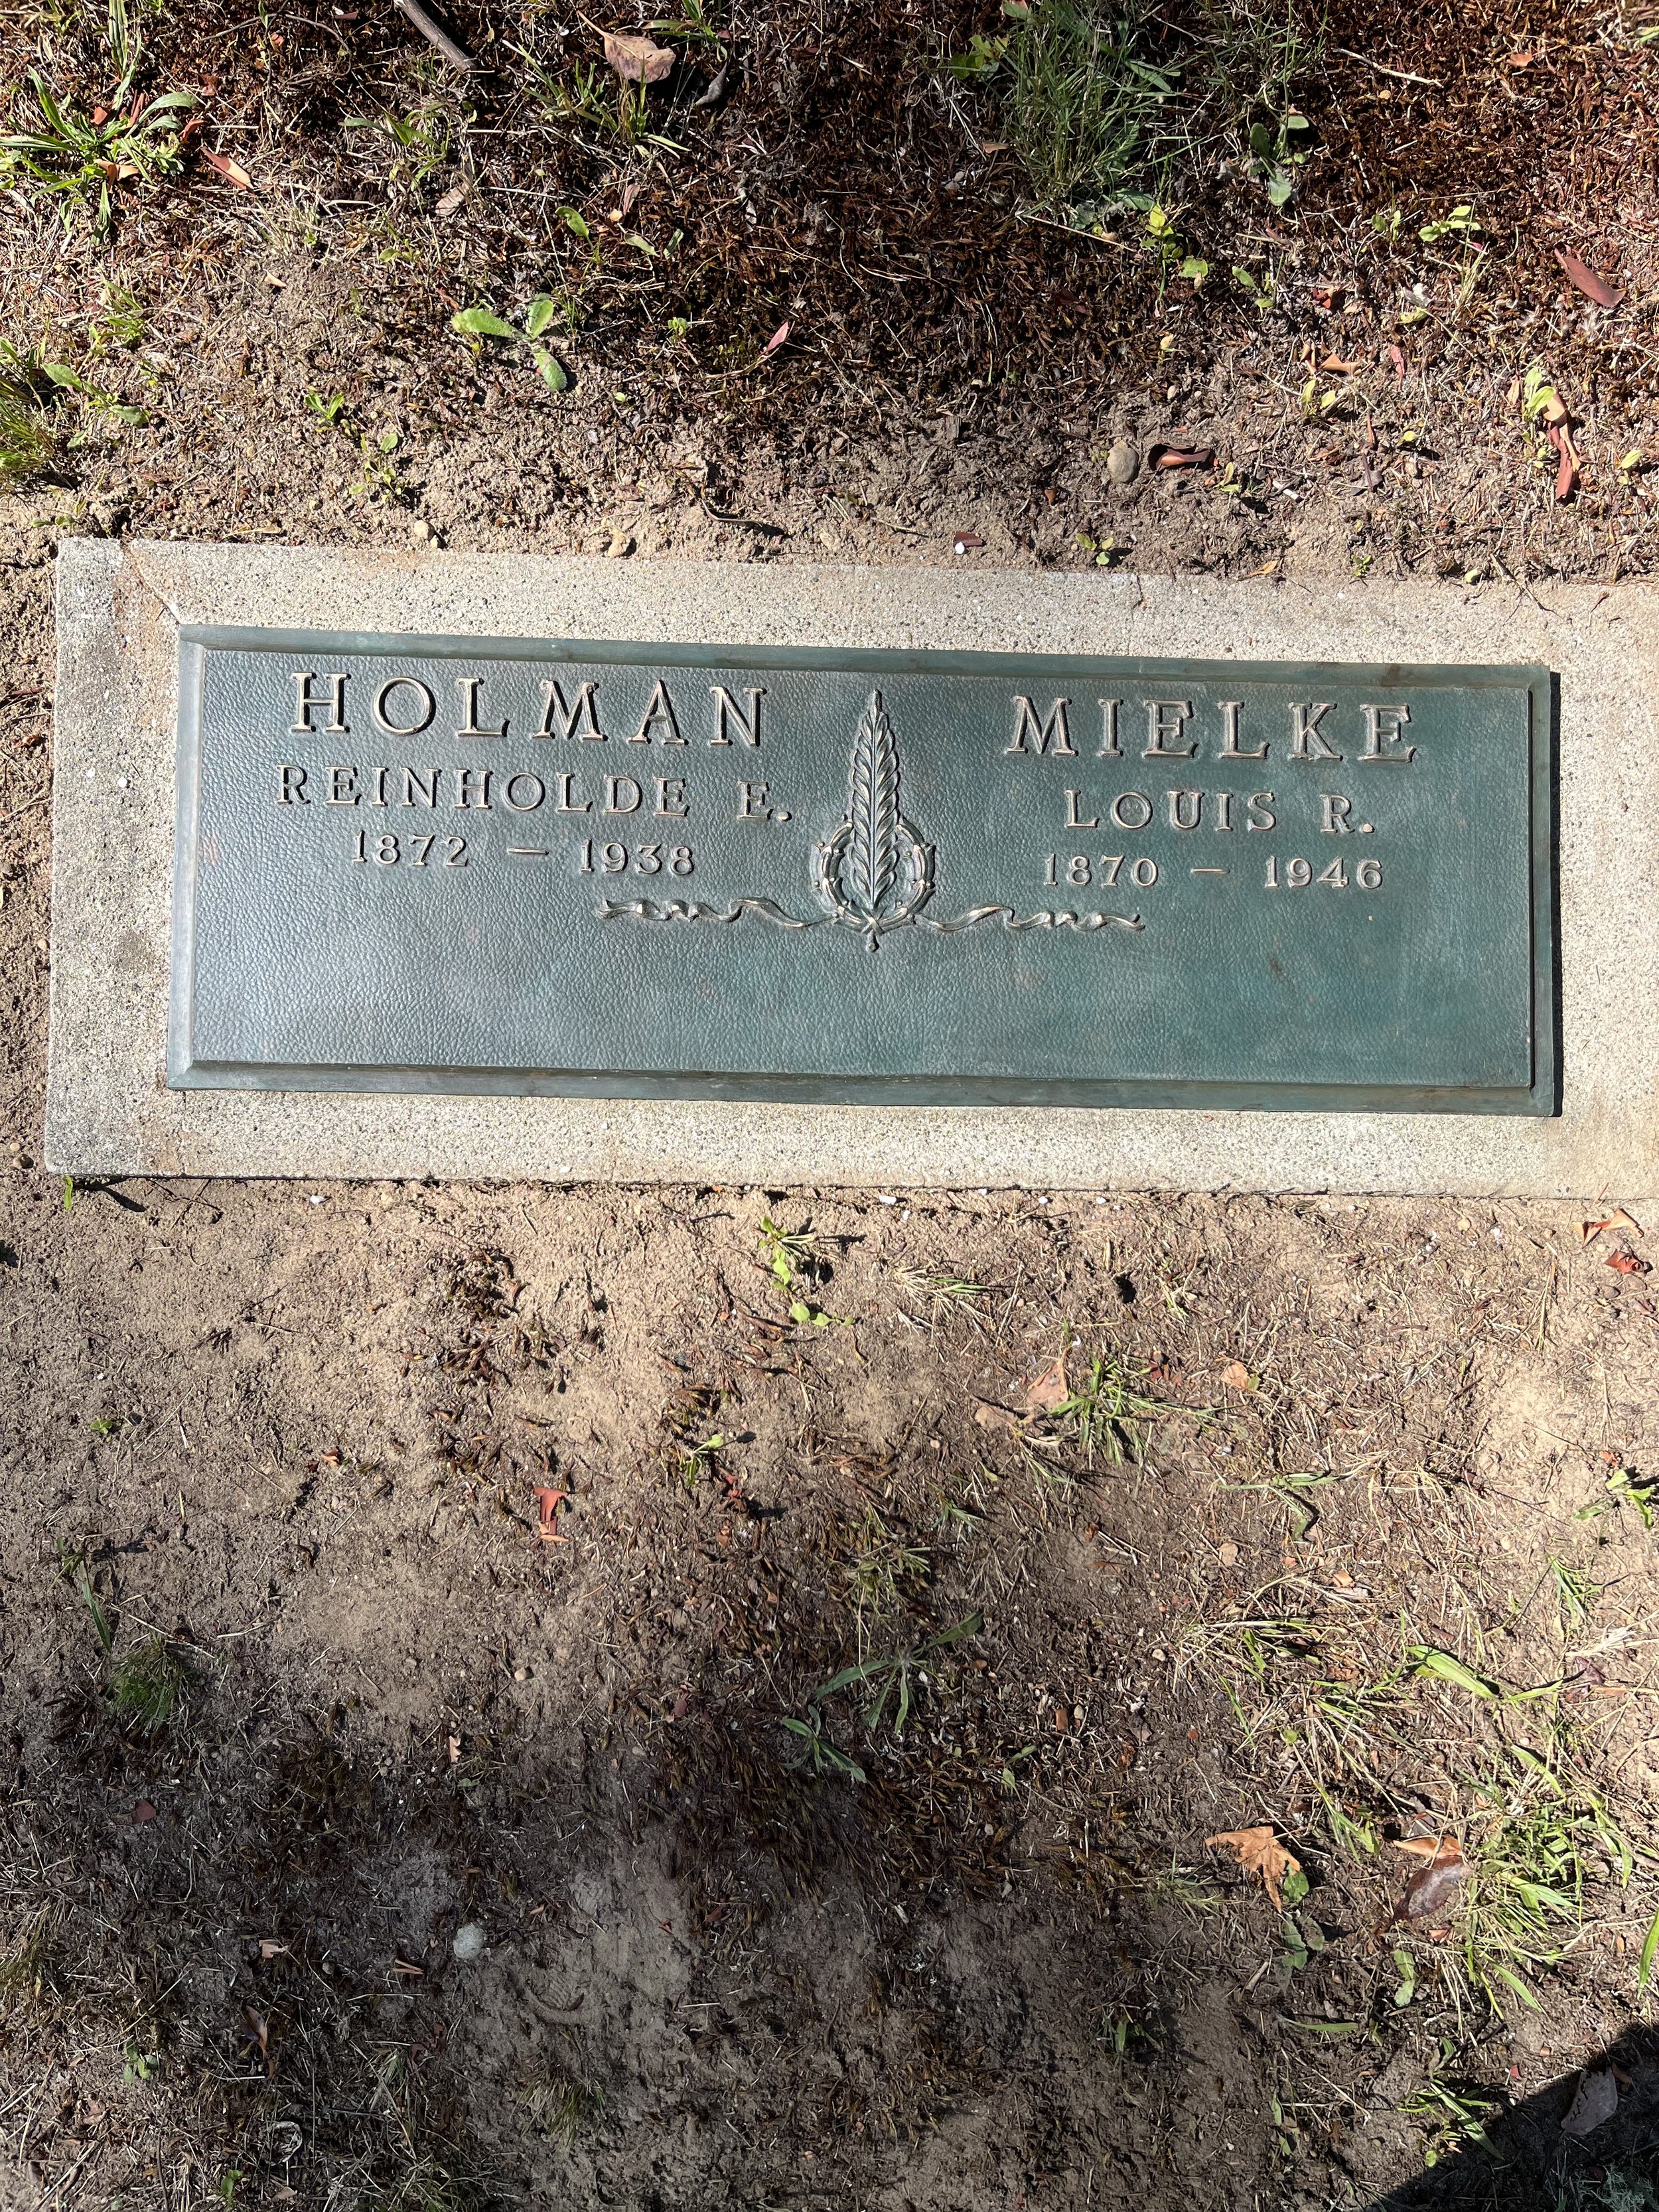 HOLMAN
REINHOLDE E.
1872 — 1938
MIELKE
LOUIS R.
1870 — 1946